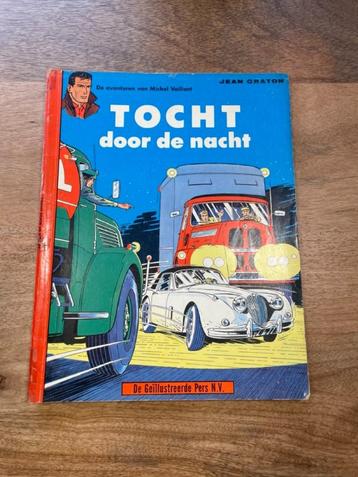 De avonturen van Michel Vaillant
JEAN GRATON
TOCHT
door de nacht
De Geïllustreerde Pers N.V.